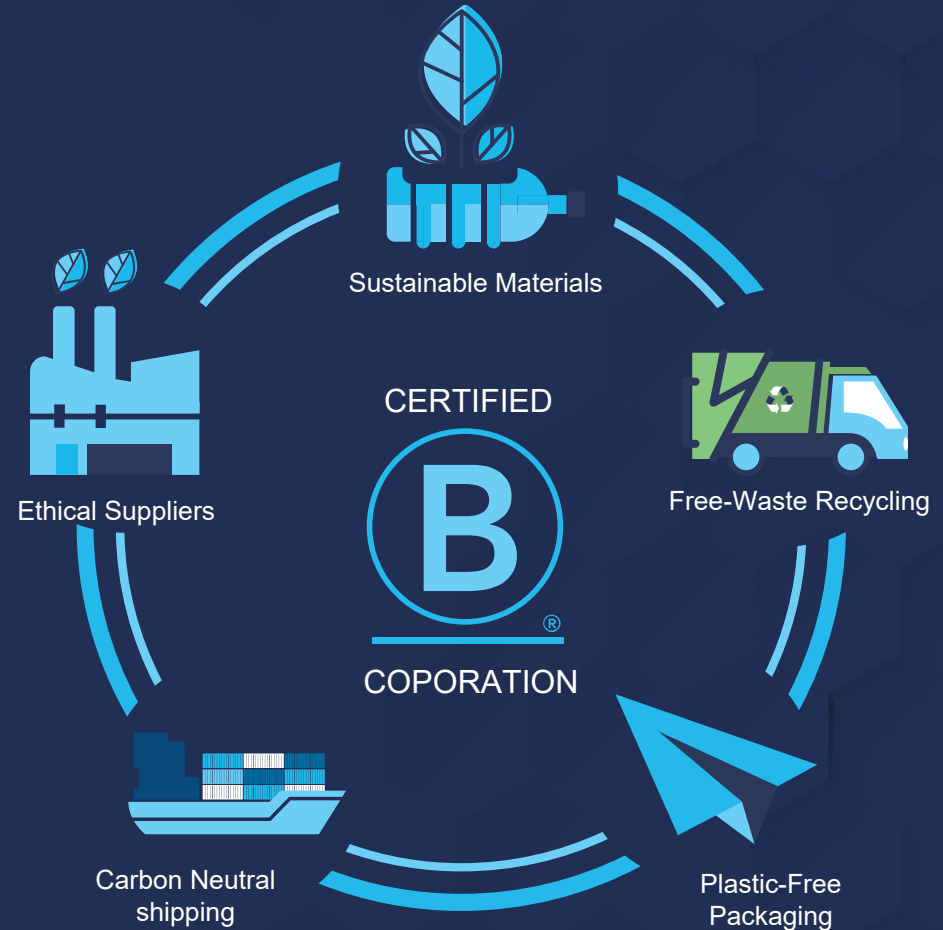 Sustainable Materials
CERTIFIED
B
®
COPORATION
Ethical Suppliers
Free-Waste Recycling
Carbon Neutral
shipping
Plastic-Free
Packaging